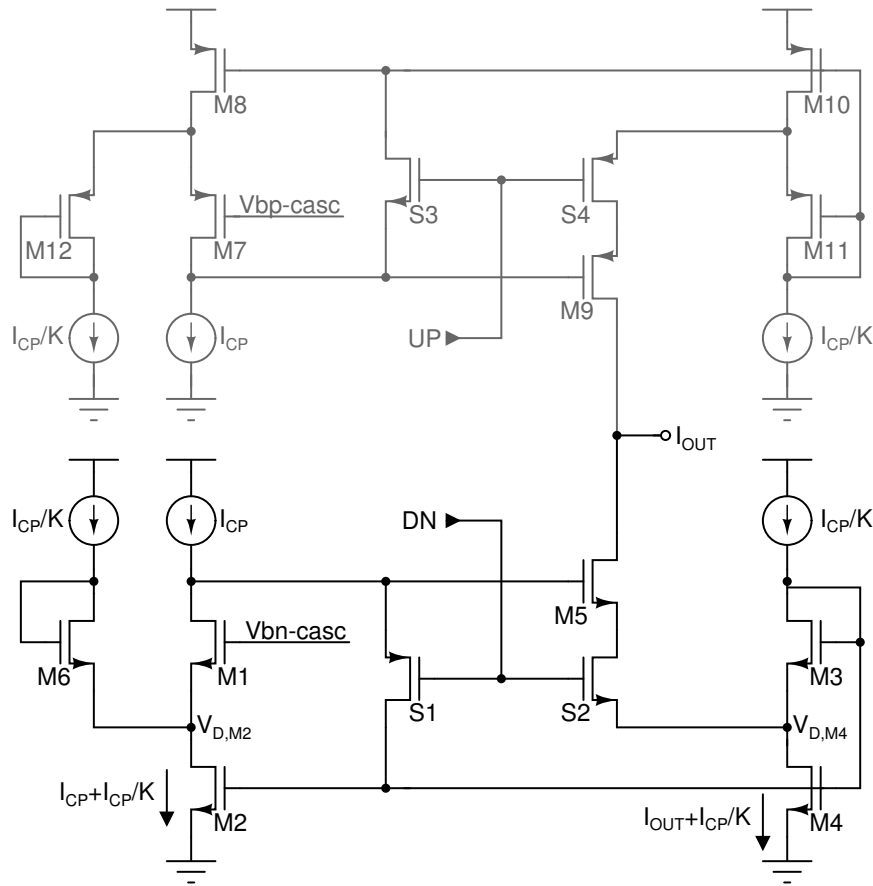 M8
M10
Vbp-casc
M12
M7
S3
S4
M11
M9
I_CP/K
I_CP
UP
I_CP/K
I_OUT
I_CP/K
I_CP
DN
I_CP/K
M5
Vbn-casc
M6
M1
S1
S2
M3
V_D,M2
V_D,M4
I_CP+I_CP/K
M2
I_OUT+I_CP/K
M4